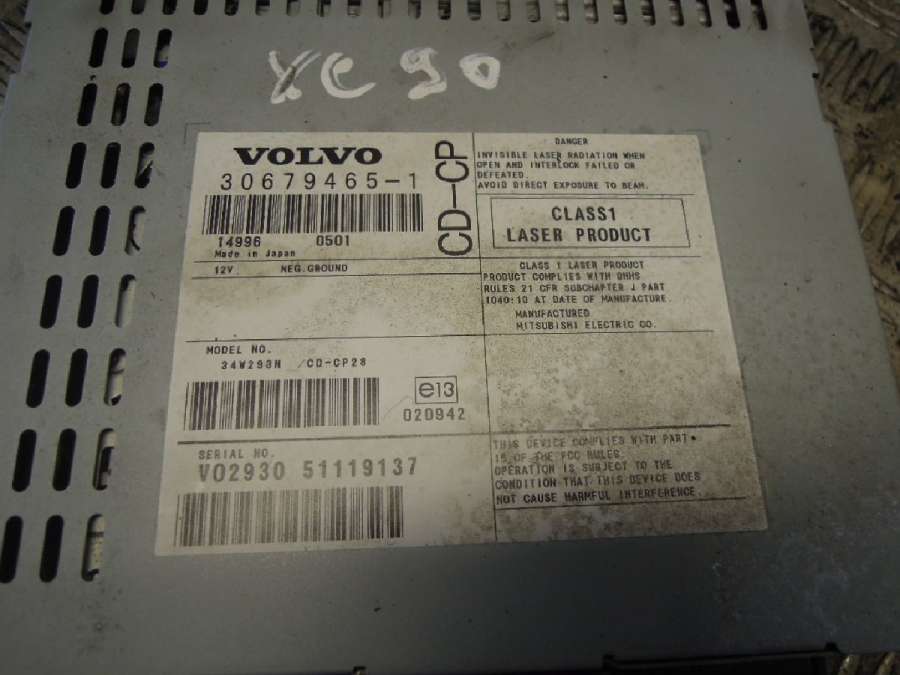 XC90
VOLVO
30679465-1
14996 0501
Made in Japan
CD-CP
12V. NEG.GROUND
MODEL NO.
34W293N /CD-CP28
e13
020942
SERIAL NO.
VO2930 51119137
DANGER
INVISIBLE LASER RADIATION WHEN
OPEN AND INTERLOCK FAILED OR
DEFEATED.
AVOID DIRECT EXPOSURE TO BEAM.
CLASS1
LASER PRODUCT
CLASS 1 LASER PRODUCT
PRODUCT COMPLIES WITH DHHS
RULES 21 CFR SUBCHAPTER J PART
1040:10 AT DATE OF MANUFACTURE.
MANUFACTURED
MITSUBISHI ELECTRIC CO.
THIS DEVICE COMPLIES WITH PART
15 OF THE FCC RULES
OPERATION IS SUBJECT TO THE
CONDITION THAT THIS DEVICE DOES
NOT CAUSE HARMFUL INTERFERENCE.